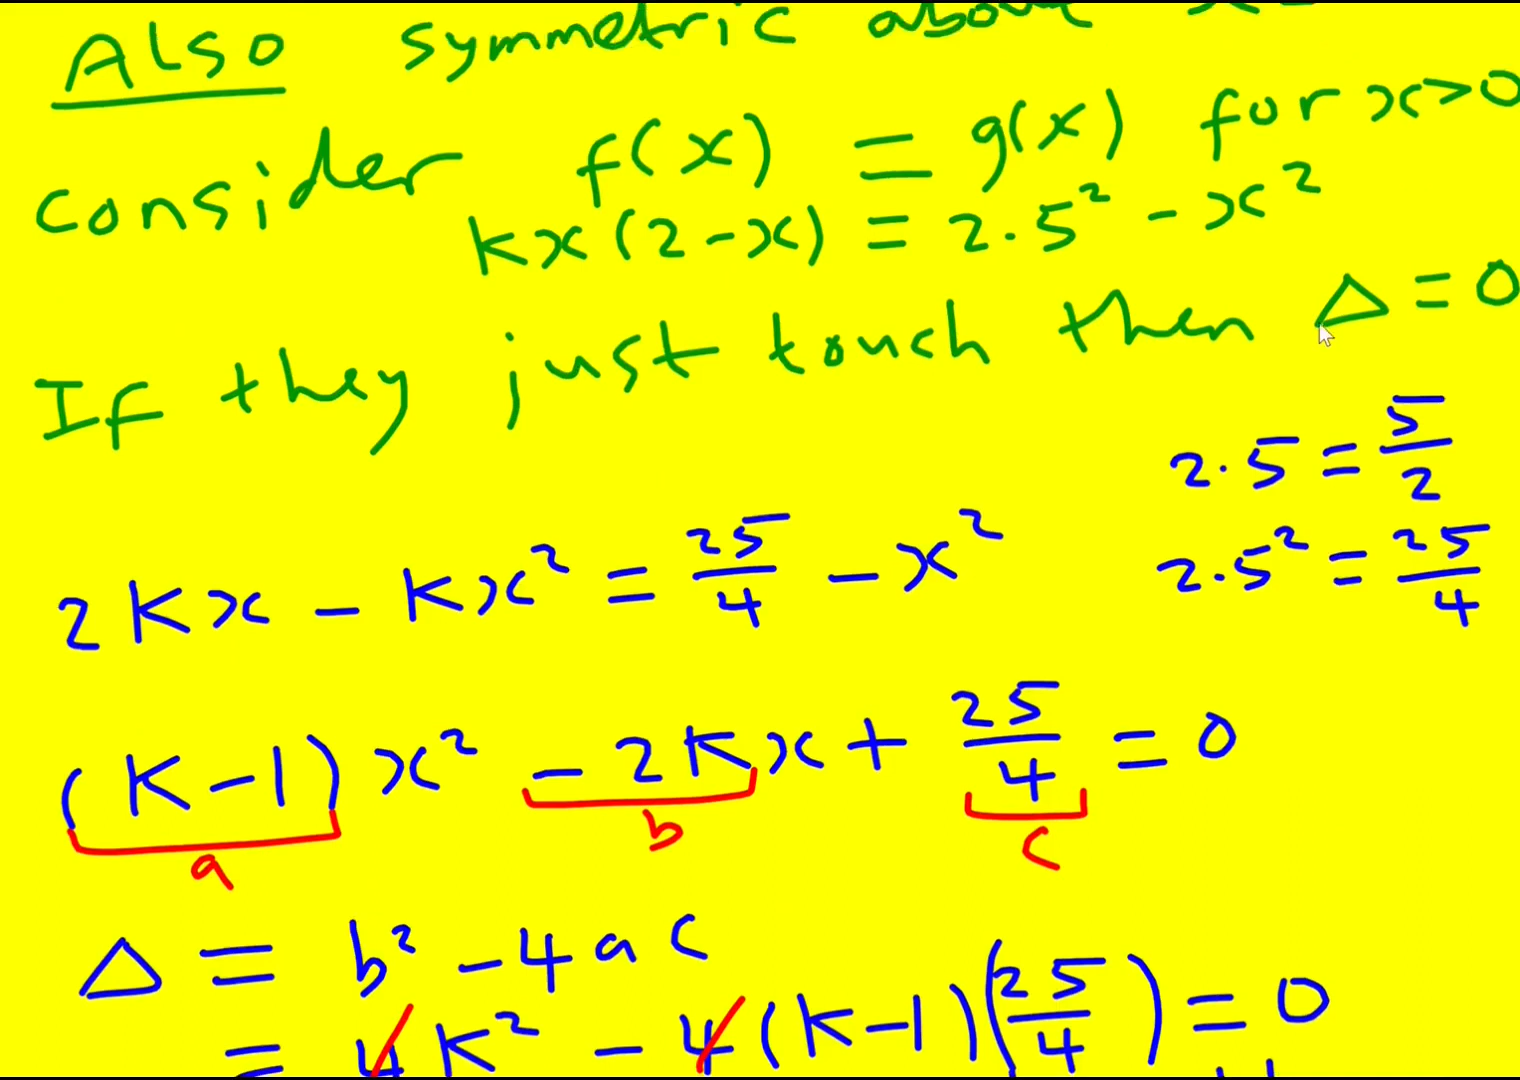 Also symmetric about
consider f(x) = g(x) for x>0
kx(2-x) = 2.5² - x²
If they just touch then Δ = 0
2.5 = 5/2
2kx - kx² = 25/4 - x²
2.5² = 25/4
(k-1)x² - 2kx + 25/4 = 0
a b c
Δ = b² - 4ac
= 4k² - 4(k-1)(25/4) = 0